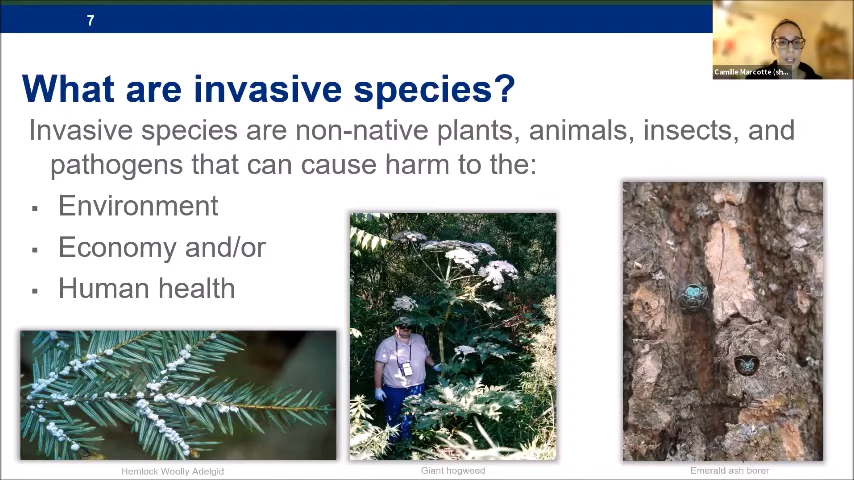 7
Camille Marcotte (sh...
What are invasive species?
Invasive species are non-native plants, animals, insects, and
pathogens that can cause harm to the:
▪ Environment
▪ Economy and/or
▪ Human health
Hemlock Woolly Adelgid
Giant hogweed
Emerald ash borer